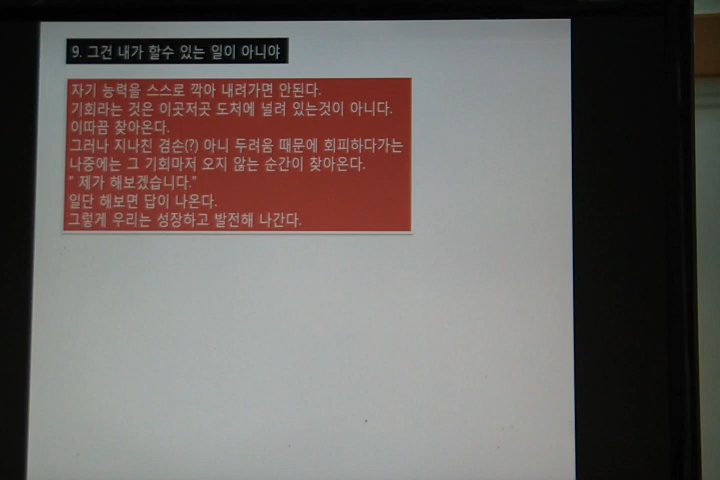 9. 그건 내가 할수 있는 일이 아니야
자기 능력을 스스로 깍아 내려가면 안된다.
기회라는 것은 이곳저곳 도처에 널려 있는것이 아니다.
이따끔 찾아온다.
그러나 지나친 겸손(?) 아니 두려움 때문에 회피하다가는
나중에는 그 기회마저 오지 않는 순간이 찾아온다.
" 제가 해보겠습니다."
일단 해보면 답이 나온다.
그렇게 우리는 성장하고 발전해 나간다.